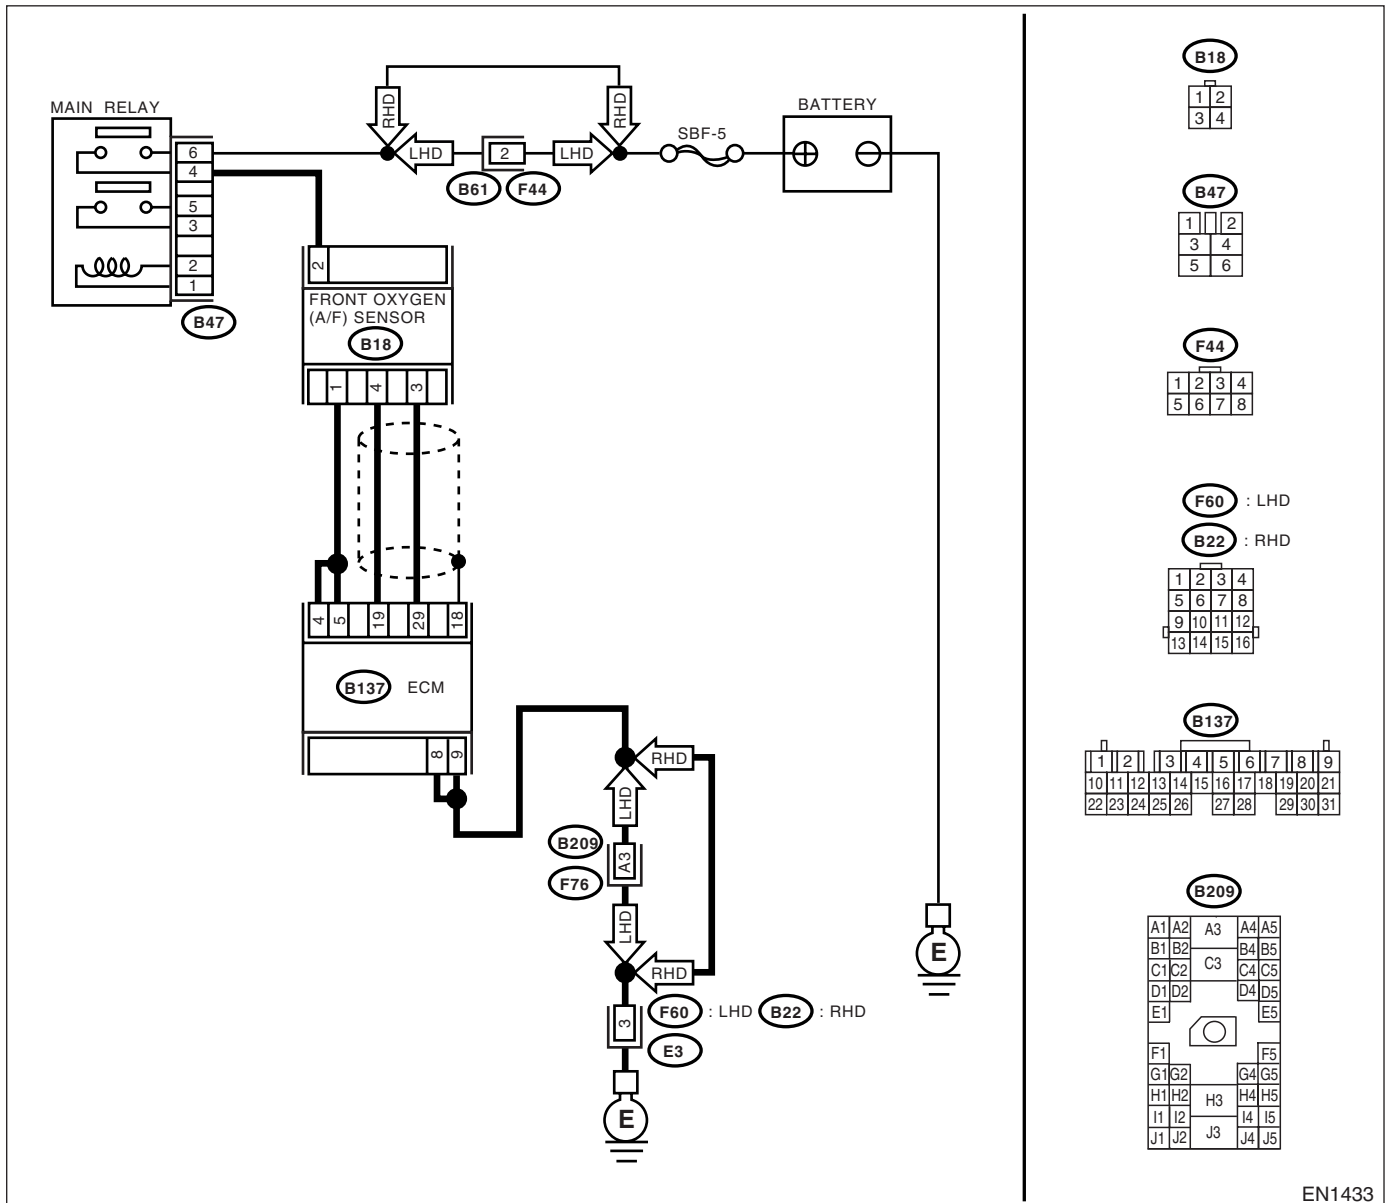 MAIN RELAY
6
4
5
3
2
1
B47
RHD
LHD
2
LHD
RHD
B61
F44
SBF-5
BATTERY
2
FRONT OXYGEN
(A/F) SENSOR
B18
1
4
3
4
5
19
29
18
B137 ECM
8
9
RHD
LHD
B209
A3
F76
LHD
RHD
3
F60 : LHD B22 : RHD
E3
E
E
B18
1 2
3 4
B47
1 2
3 4
5 6
F44
1 2 3 4
5 6 7 8
F60 : LHD
B22 : RHD
1 2 3 4
5 6 7 8
9 10 11 12
13 14 15 16
B137
1 2 3 4 5 6 7 8 9
10 11 12 13 14 15 16 17 18 19 20 21
22 23 24 25 26 27 28 29 30 31
B209
A1 A2 A3 A4 A5
B1 B2 B4 B5
C1 C2 C3 C4 C5
D1 D2 D4 D5
E1 E5
F1 F5
G1 G2 G4 G5
H1 H2 H3 H4 H5
I1 I2 I4 I5
J1 J2 J3 J4 J5
EN1433